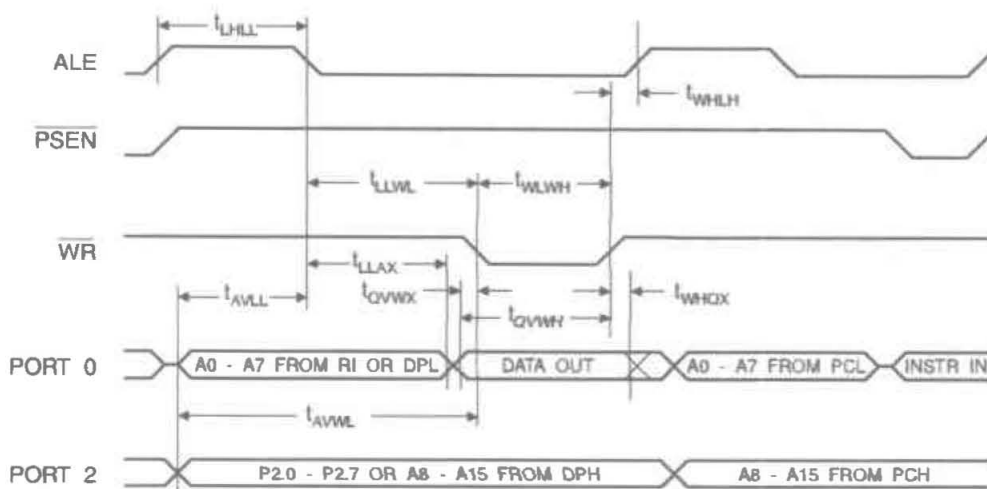 tLHLL
ALE
tWHLH
PSEN
tLLWL
tWLWH
WR
tLLAX
tAVLL
tQVWX
tWHQX
tQVWH
PORT 0
A0 - A7 FROM RI OR DPL
DATA OUT
A0 - A7 FROM PCL
INSTR IN
tAVWL
PORT 2
P2.0 - P2.7 OR A8 - A15 FROM DPH
A8 - A15 FROM PCH